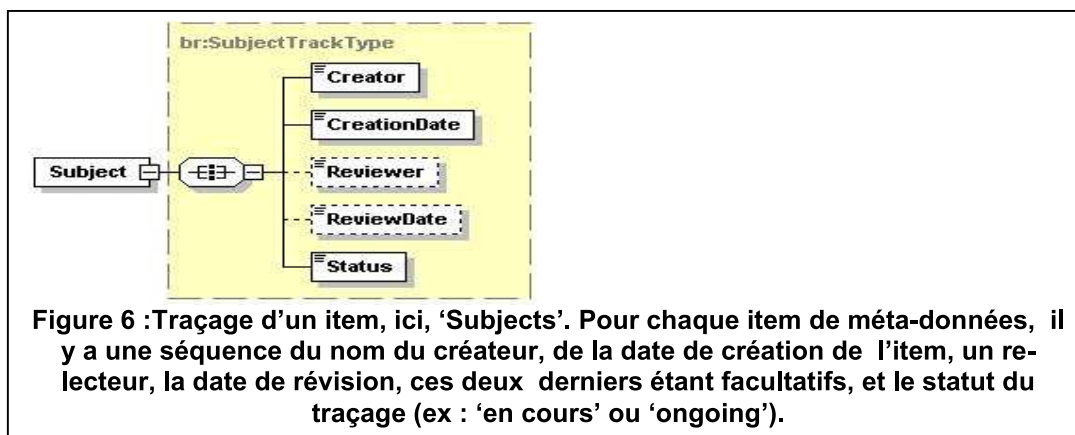 br:SubjectTrackType
Creator
CreationDate
Subject
Reviewer
ReviewDate
Status
Figure 6 :Traçage d’un item, ici, ‘Subjects’. Pour chaque item de méta-données, il
y a une séquence du nom du créateur, de la date de création de l’item, un re-
lecteur, la date de révision, ces deux derniers étant facultatifs, et le statut du
traçage (ex : ‘en cours’ ou ‘ongoing’).